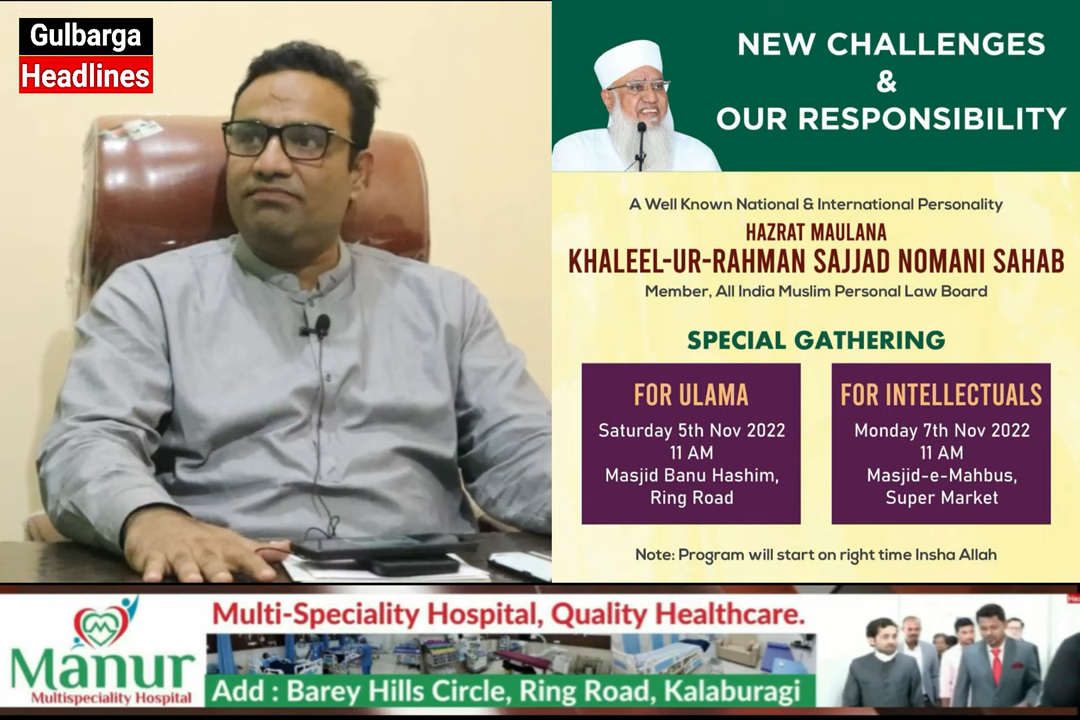 Gulbarga
Headlines
NEW CHALLENGES
&
OUR RESPONSIBILITY
A Well Known National & International Personality
HAZRAT MAULANA
KHALEEL-UR-RAHMAN SAJJAD NOMANI SAHAB
Member, All India Muslim Personal Law Board
SPECIAL GATHERING
FOR ULAMA
Saturday 5th Nov 2022
11 AM
Masjid Banu Hashim,
Ring Road
FOR INTELLECTUALS
Monday 7th Nov 2022
11 AM
Masjid-e-Mahbus,
Super Market
Note: Program will start on right time Insha Allah
Manur
Multispeciality Hospital
Multi-Speciality Hospital, Quality Healthcare.
Add : Barey Hills Circle, Ring Road, Kalaburagi